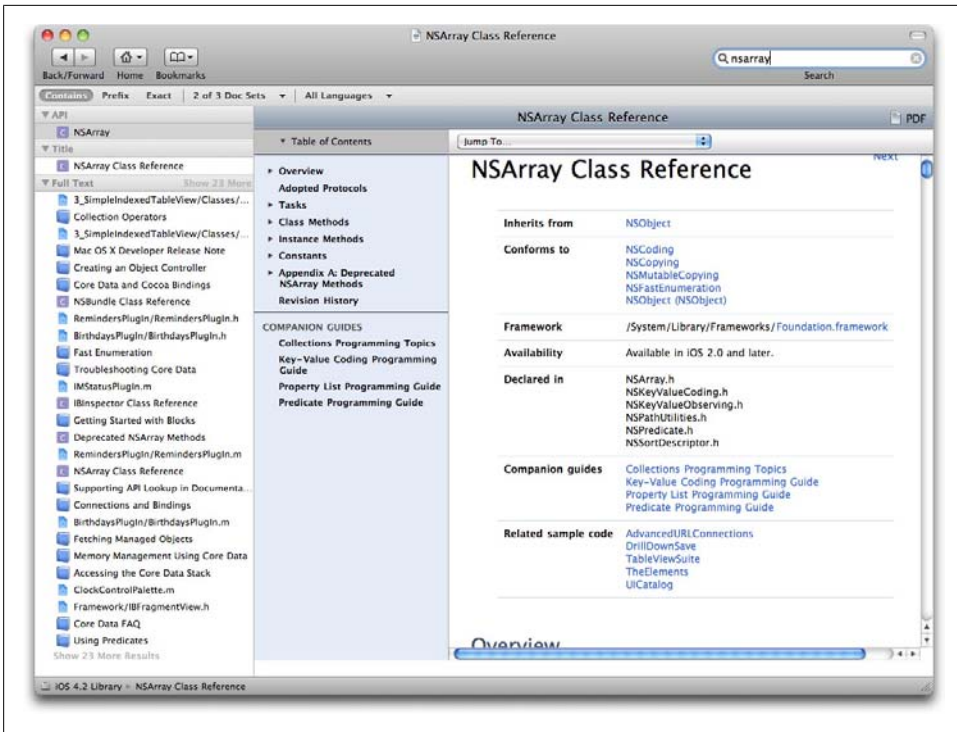 NSArray Class Reference
nsarray
Back/Forward Home Bookmarks
Search
Contains Prefix Exact 2 of 3 Doc Sets All Languages
API
NSArray
Title
NSArray Class Reference
Full Text Show 23 More
3_SimpleIndexedTableView/Classes/...
Collection Operators
3_SimpleIndexedTableView/Classes/...
Mac OS X Developer Release Note
Creating an Object Controller
Core Data and Cocoa Bindings
NSBundle Class Reference
RemindersPlugIn/RemindersPlugIn.h
BirthdaysPlugIn/BirthdaysPlugIn.h
Fast Enumeration
Troubleshooting Core Data
IMStatusPlugIn.m
IBInspector Class Reference
Getting Started with Blocks
Deprecated NSArray Methods
RemindersPlugIn/RemindersPlugIn.m
NSArray Class Reference
Supporting API Lookup in Documenta...
Connections and Bindings
BirthdaysPlugIn/BirthdaysPlugIn.m
Fetching Managed Objects
Memory Management Using Core Data
Accessing the Core Data Stack
ClockControlPalette.m
Framework/IBFragmentView.h
Core Data FAQ
Using Predicates
Show 23 More Results
NSArray Class Reference
PDF
Table of Contents
Jump To...
Overview
Adopted Protocols
Tasks
Class Methods
Instance Methods
Constants
Appendix A: Deprecated
NSArray Methods
Revision History
COMPANION GUIDES
Collections Programming Topics
Key-Value Coding Programming
Guide
Property List Programming Guide
Predicate Programming Guide
Next
NSArray Class Reference
Inherits from NSObject
Conforms to NSCoding
NSCopying
NSMutableCopying
NSFastEnumeration
NSObject (NSObject)
Framework /System/Library/Frameworks/Foundation.framework
Availability Available in iOS 2.0 and later.
Declared in NSArray.h
NSKeyValueCoding.h
NSKeyValueObserving.h
NSPathUtilities.h
NSPredicate.h
NSSortDescriptor.h
Companion guides Collections Programming Topics
Key-Value Coding Programming Guide
Property List Programming Guide
Predicate Programming Guide
Related sample code AdvancedURLConnections
DrillDownSave
TableViewSuite
TheElements
UICatalog
Overview
iOS 4.2 Library NSArray Class Reference